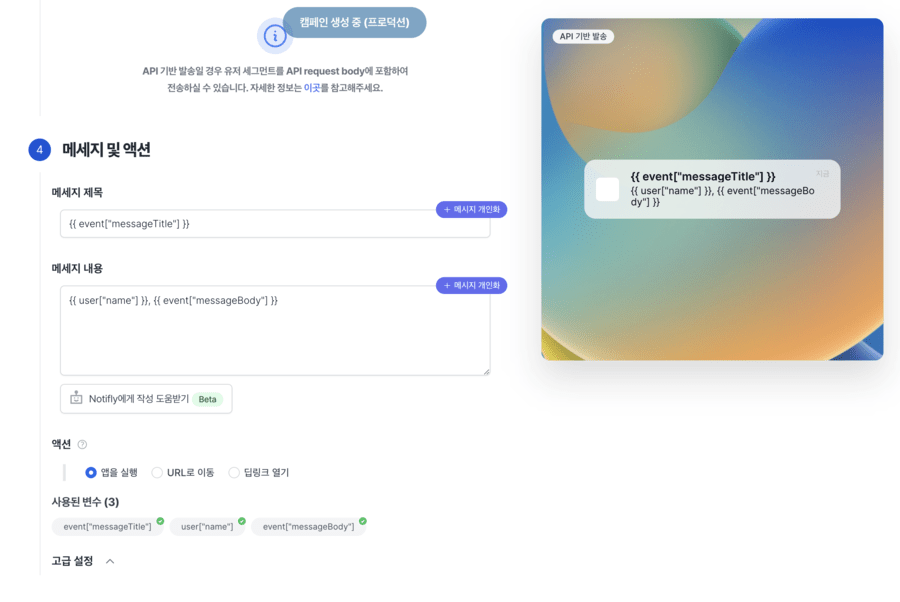 캠페인 생성 중 (프로덕션)
API 기반 발송일 경우 유저 세그먼트를 API request body에 포함하여
전송하실 수 있습니다. 자세한 정보는 이곳를 참고해주세요.
4
메세지 및 액션
메세지 제목
+ 메시지 개인화
{{ event["messageTitle"] }}
메세지 내용
+ 메시지 개인화
{{ user["name"] }}, {{ event["messageBody"] }}
Notifly에게 작성 도움받기 Beta
액션
앱을 실행 URL로 이동 딥링크 열기
사용된 변수 (3)
event["messageTitle"] user["name"] event["messageBody"]
고급 설정
API 기반 발송
{{ event["messageTitle"] }}
지금
{{ user["name"] }}, {{ event["messageBo
dy"] }}